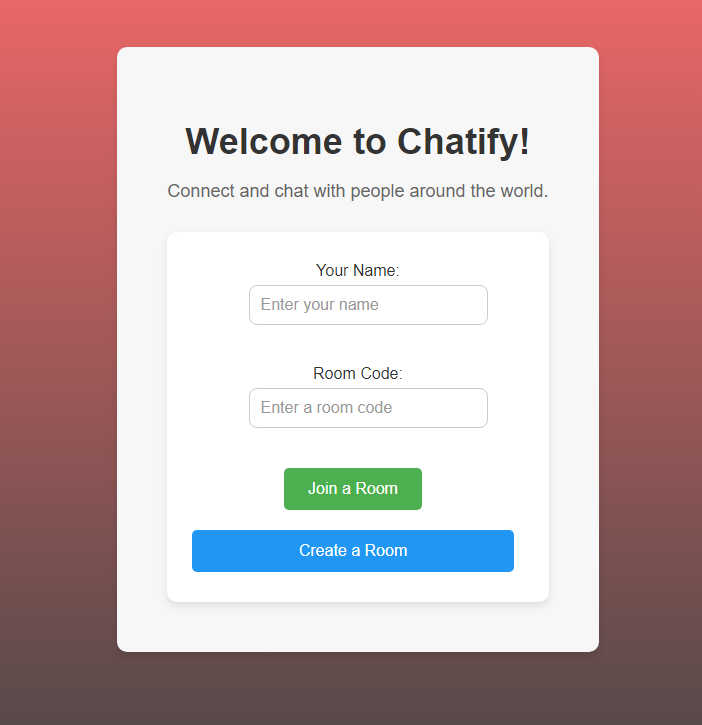 Welcome to Chatify!
Connect and chat with people around the world.
Your Name:
Enter your name
Room Code:
Enter a room code
Join a Room
Create a Room